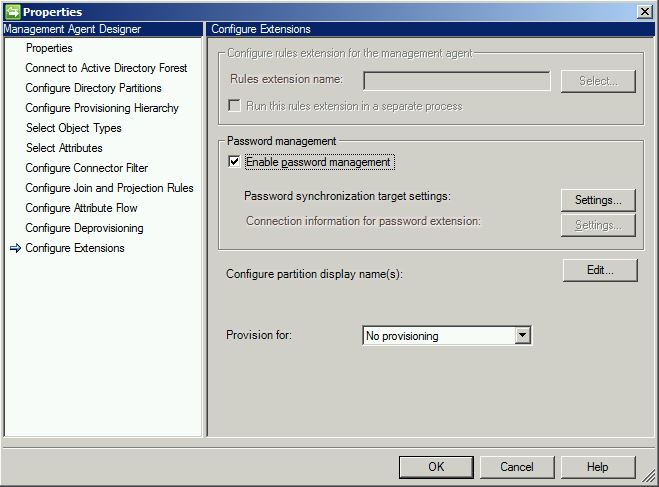 Properties
Management Agent Designer
Properties
Connect to Active Directory Forest
Configure Directory Partitions
Configure Provisioning Hierarchy
Select Object Types
Select Attributes
Configure Connector Filter
Configure Join and Projection Rules
Configure Attribute Flow
Configure Deprovisioning
Configure Extensions
Configure Extensions
Configure rules extension for the management agent
Rules extension name:
Select...
Run this rules extension in a separate process
Password management
Enable password management
Password synchronization target settings:
Settings...
Connection information for password extension:
Settings...
Configure partition display name(s):
Edit...
Provision for:
No provisioning
OK
Cancel
Help